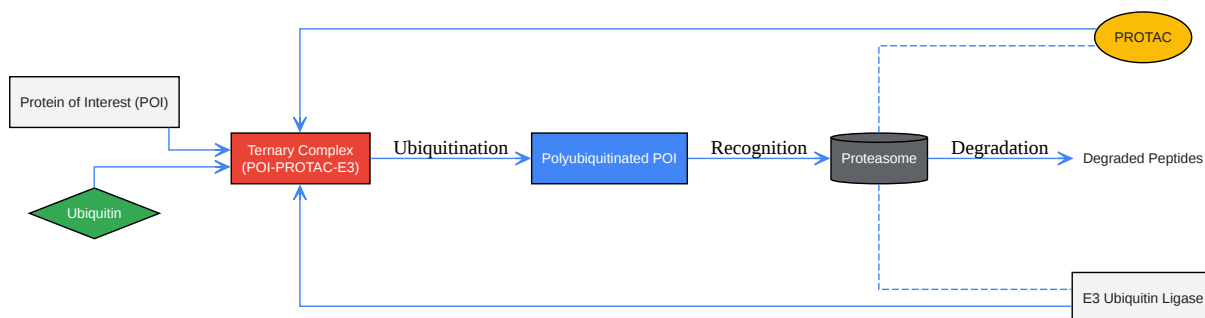 PROTAC
Protein of Interest (POI)
Ternary Complex
(POI-PROTAC-E3)
Ubiquitination
Polyubiquitinated POI
Recognition
Proteasome
Degradation
Degraded Peptides
Ubiquitin
E3 Ubiquitin Ligase